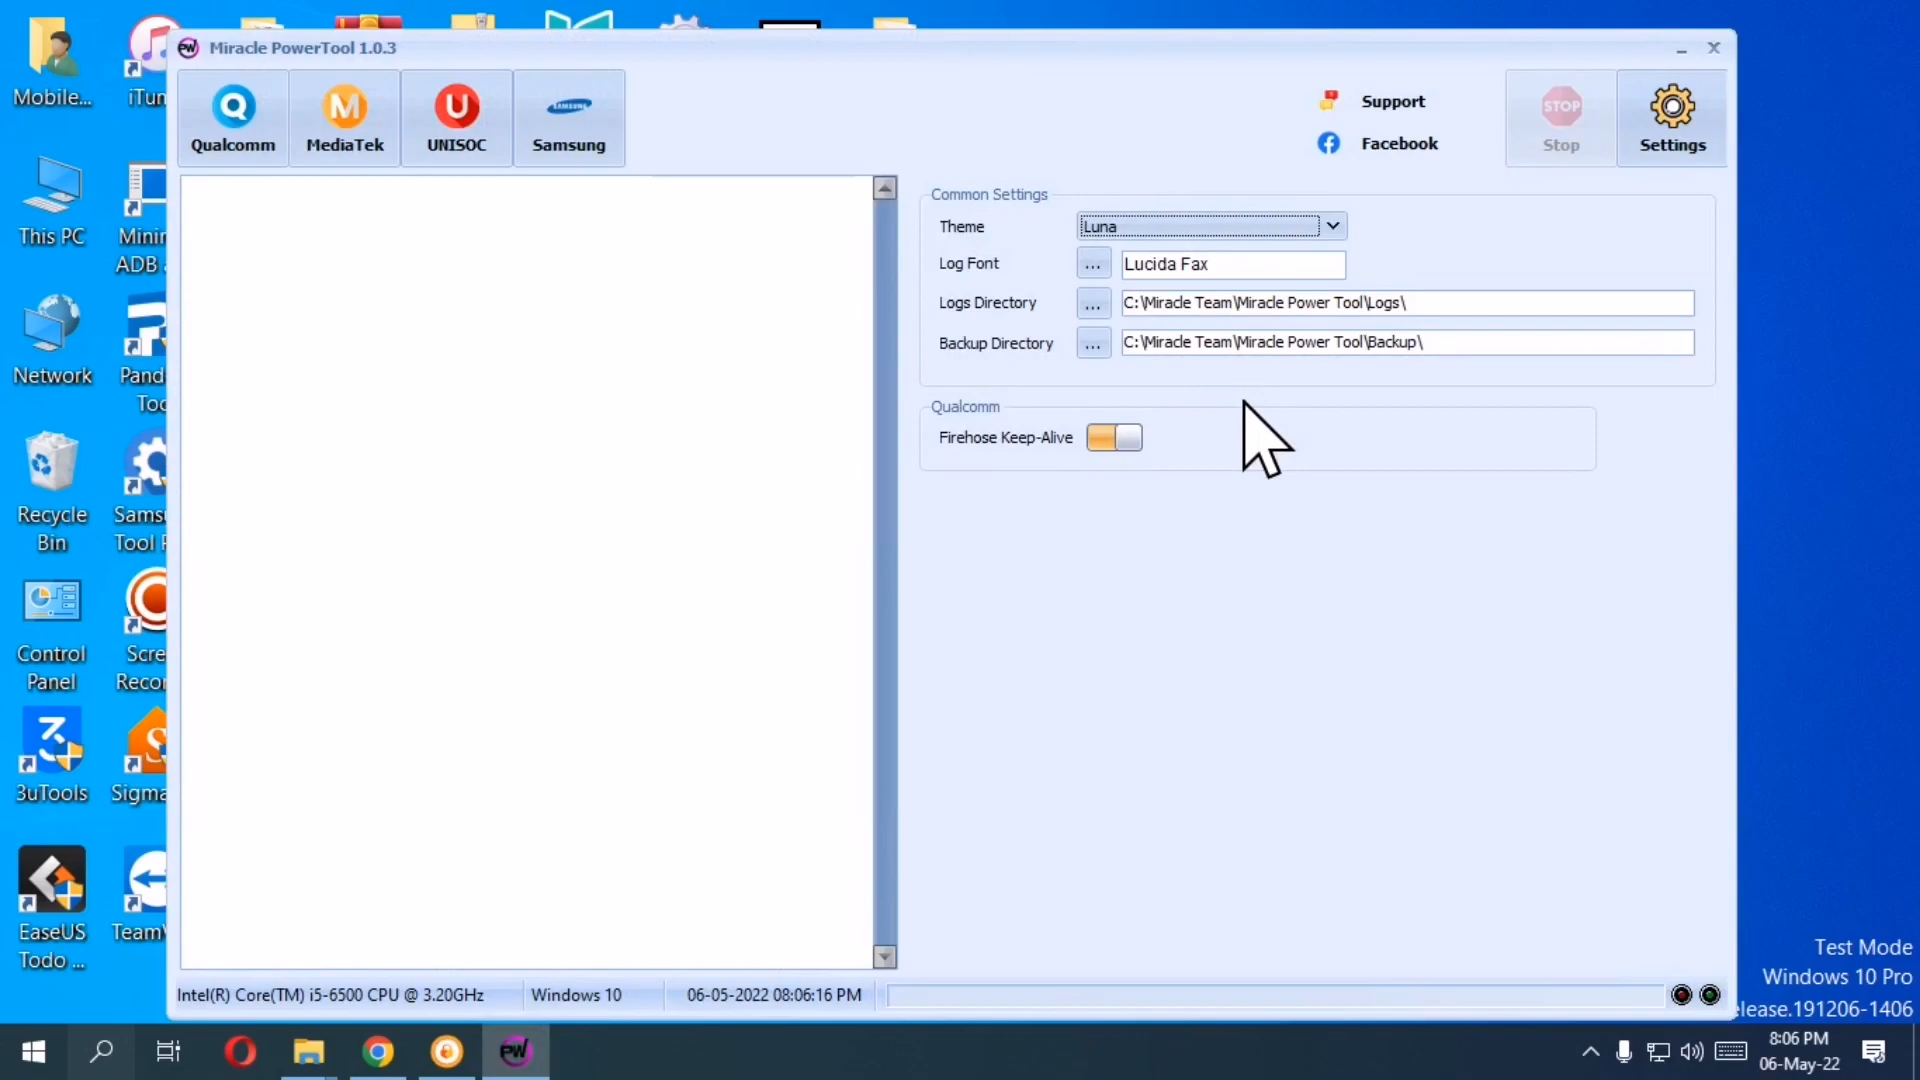 Miracle PowerTool 1.0.3
Qualcomm
MediaTek
UNISOC
SAMSUNG
Samsung
Support
Facebook
STOP
Stop
Settings
Common Settings
Theme
Luna
Log Font
...
Lucida Fax
Logs Directory
...
C:\Miracle Team\Miracle Power Tool\Logs\
Backup Directory
...
C:\Miracle Team\Miracle Power Tool\Backup\
Qualcomm
Firehose Keep-Alive
Intel(R) Core(TM) i5-6500 CPU @ 3.20GHz
Windows 10
06-05-2022 08:06:16 PM
Mobile...
iTun
This PC
Minim
ADB
Network
Pand
Too
Recycle
Bin
Sams
Tool
Control
Panel
Scre
Recor
3uTools
Sigma
EaseUS
Todo ...
Team
Test Mode
Windows 10 Pro
elease.191206-1406
PW
8:06 PM
06-May-22